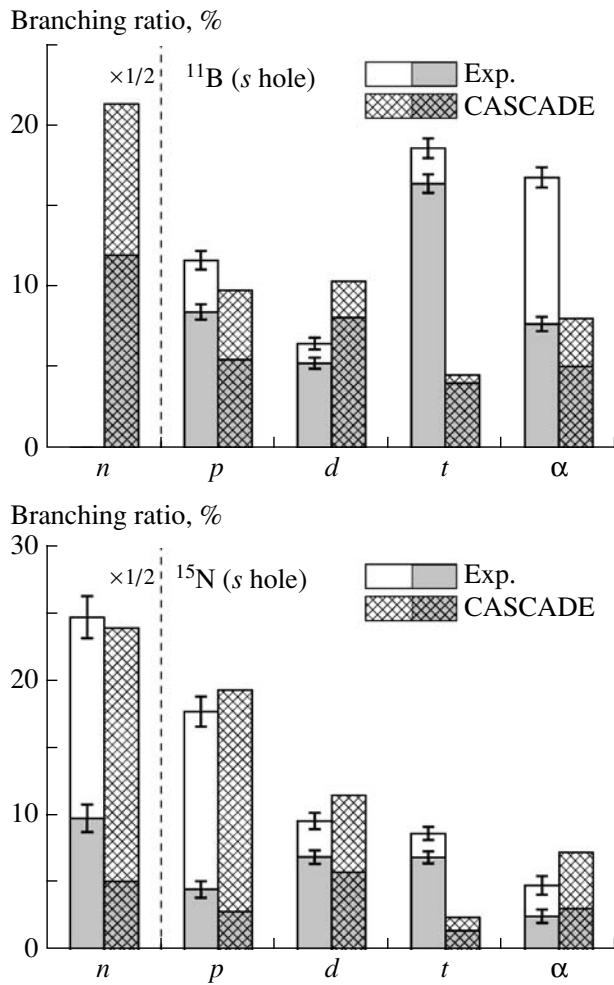 Branching ratio, %
×1/2 ¹¹B (s hole) Exp.
CASCADE
20
10
0
n p d t α
Branching ratio, %
30
×1/2 ¹⁵N (s hole) Exp.
CASCADE
20
10
0
n p d t α